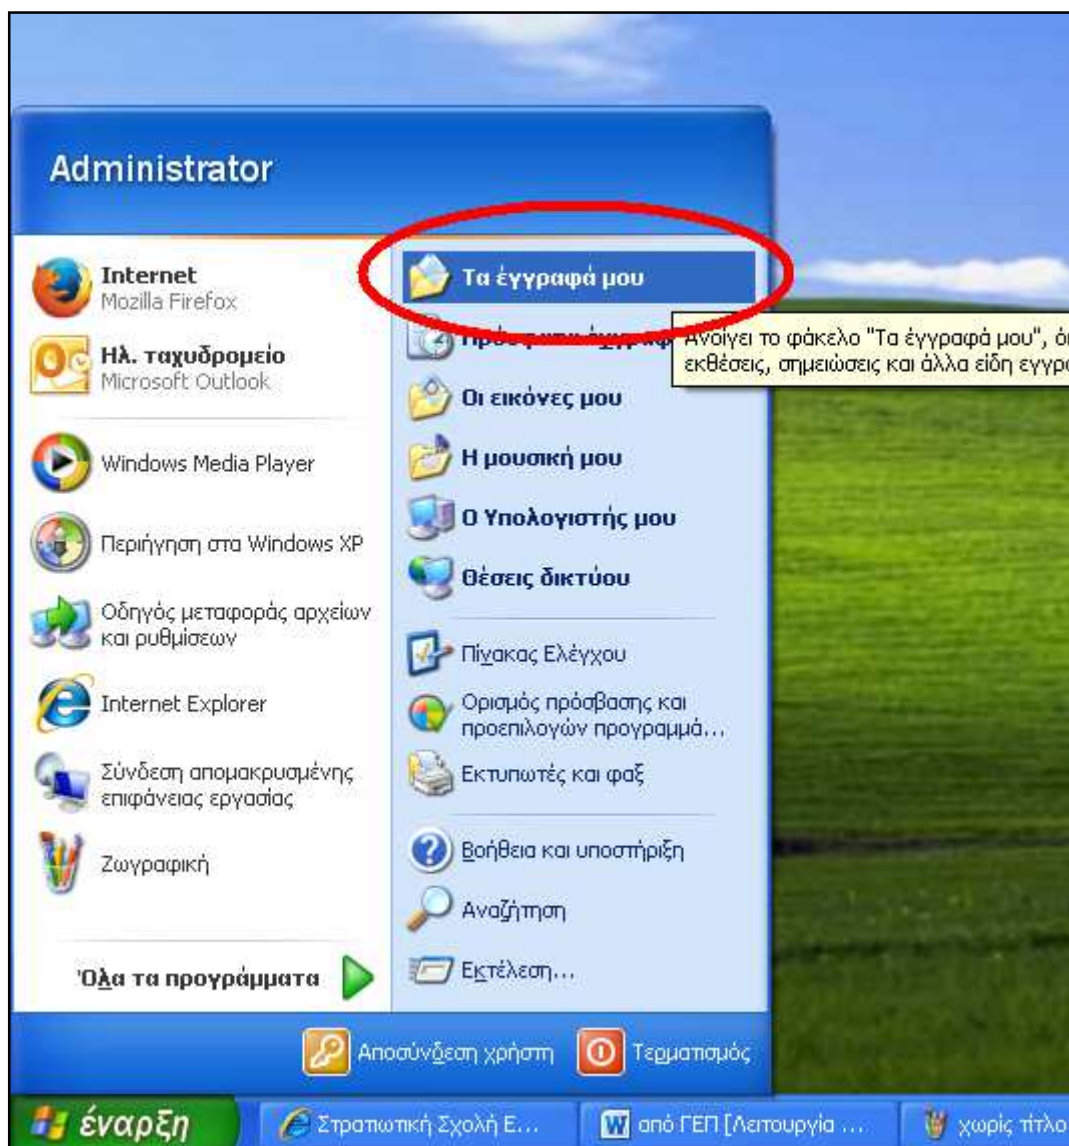 Administrator
Internet
Mozilla Firefox
Ηλ. ταχυδρομείο
Microsoft Outlook
Windows Media Player
Περιήγηση στα Windows XP
Οδηγός μεταφοράς αρχείων
και ρυθμίσεων
Internet Explorer
Σύνδεση απομακρυσμένης
επιφάνειας εργασίας
Ζωγραφική
Όλα τα προγράμματα
Τα έγγραφά μου
Ανοίγει το φάκελο "Τα έγγραφά μου",
εκθέσεις, σημειώσεις και άλλα είδη
Οι εικόνες μου
Η μουσική μου
Ο Υπολογιστής μου
Θέσεις δικτύου
Πίνακας Ελέγχου
Ορισμός πρόσβασης και
προεπιλογών προγραμμά...
Εκτυπωτές και φαξ
Βοήθεια και υποστήριξη
Αναζήτηση
Εκτέλεση...
Αποσύνδεση χρήστη
Τερματισμός
έναρξη
Στρατιωτική Σχολή Ε...
από ΓΕΠ [Λειτουργία ...
χωρίς τίτλο